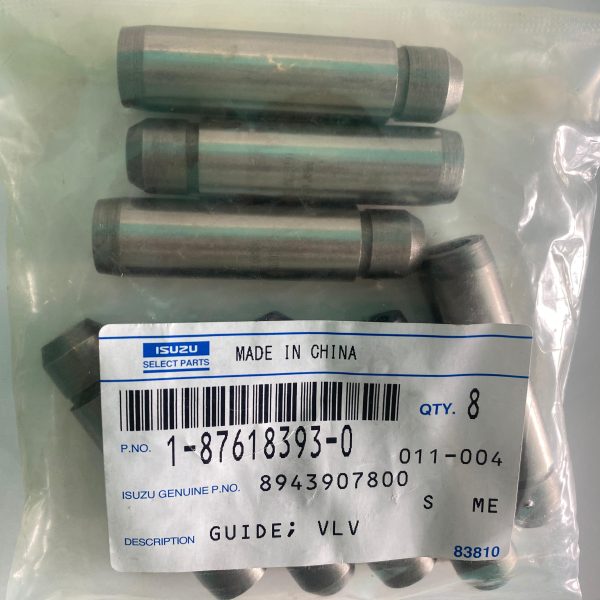 ISUZU
SELECT PARTS
MADE IN CHINA
QTY. 8
P.NO. 1-87618393-0
011-004
ISUZU GENUINE P.NO. 8943907800
S ME
DESCRIPTION GUIDE; VLV
83810